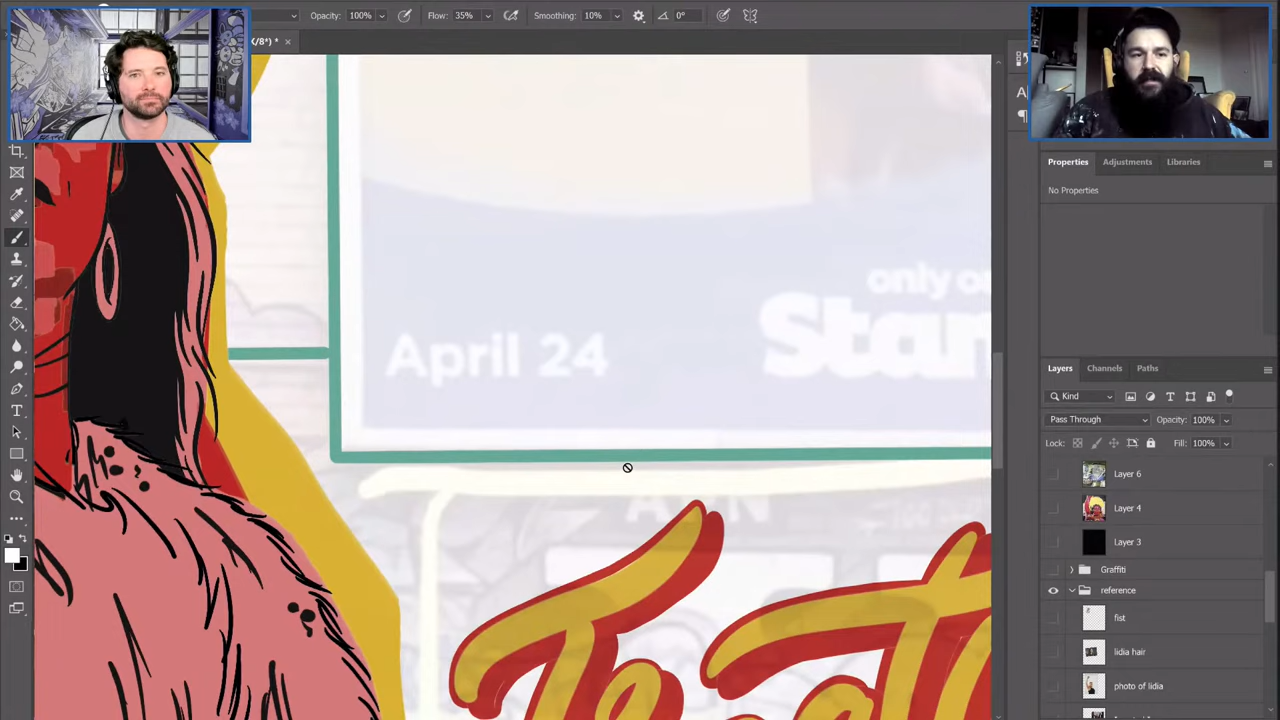 Opacity: 100% Flow: 35% Smoothing: 10% 0°
X/8*) * ×
Properties Adjustments Libraries
No Properties
only o
Star
April 24
Layers Channels Paths
Kind
Pass Through Opacity: 100%
Lock: Fill: 100%
Layer 6
Layer 4
Layer 3
Graffiti
reference
fist
lidia hair
photo of lidia